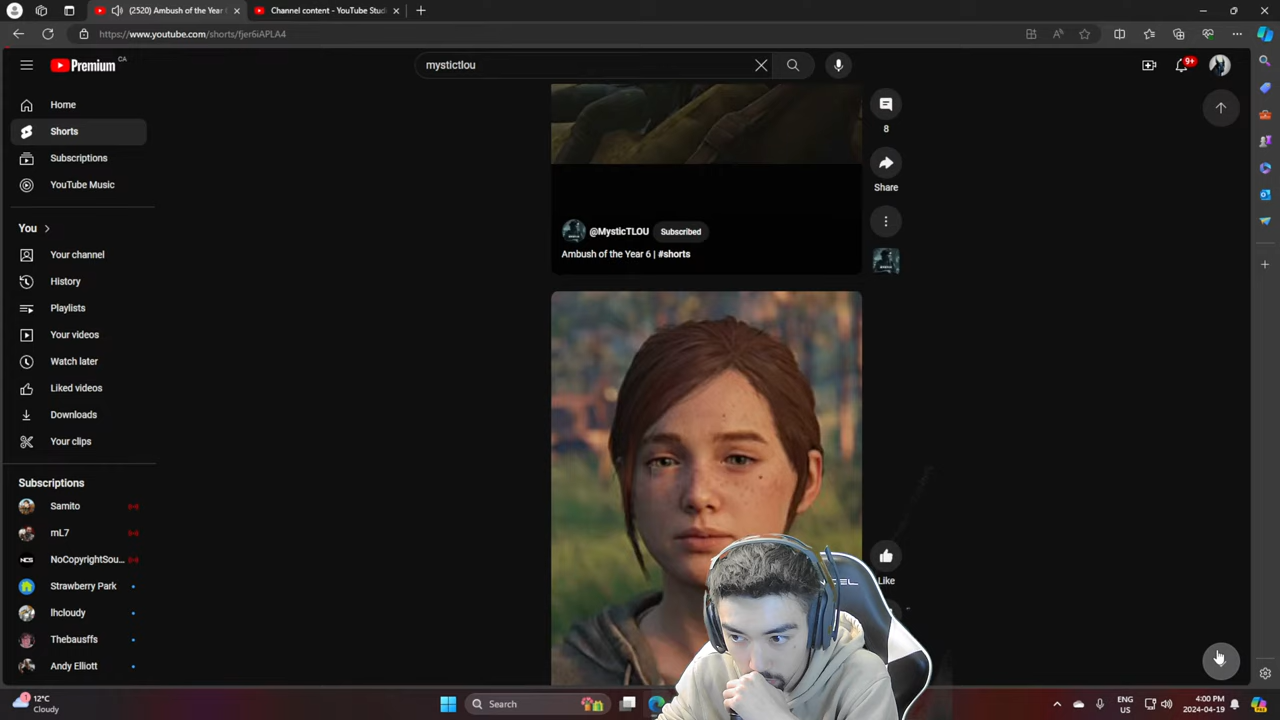 (2520) Ambush of the Year
Channel content - YouTube Studi
https://www.youtube.com/shorts/fjer6iAPLA4
Premium CA
mystictlou
9+
Home
Shorts
Subscriptions
YouTube Music
You
Your channel
History
Playlists
Your videos
Watch later
Liked videos
Downloads
Your clips
Subscriptions
Samito
mL7
NoCopyrightSou...
Strawberry Park
lhcloudy
Thebausffs
Andy Elliott
8
Share
@MysticTLOU
Subscribed
Ambush of the Year 6 | #shorts
Like
1
12°C
Cloudy
Search
ENG
US
4:00 PM
2024-04-19